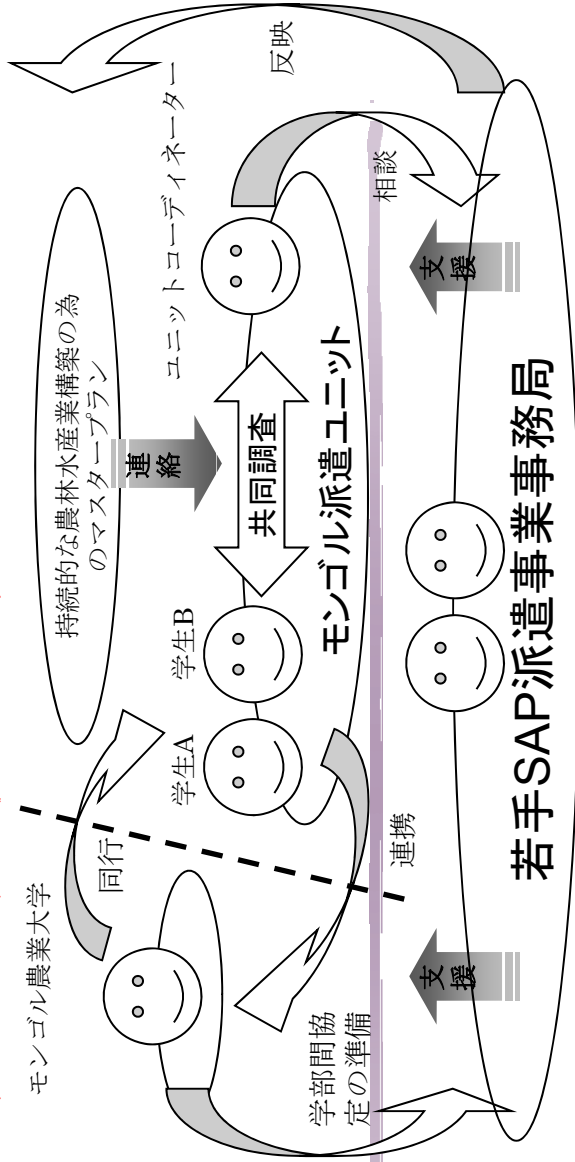 モンゴル農業大学
同行
学部間協
定の準備
連携
支援
持続的な農林水産業構築の為
のマスタープラン
連絡
学生A
学生B
共同調査
モンゴル派遣ユニット
ユニットコーディネーター
反映
相談
支援
若手SAP派遣事業事務局